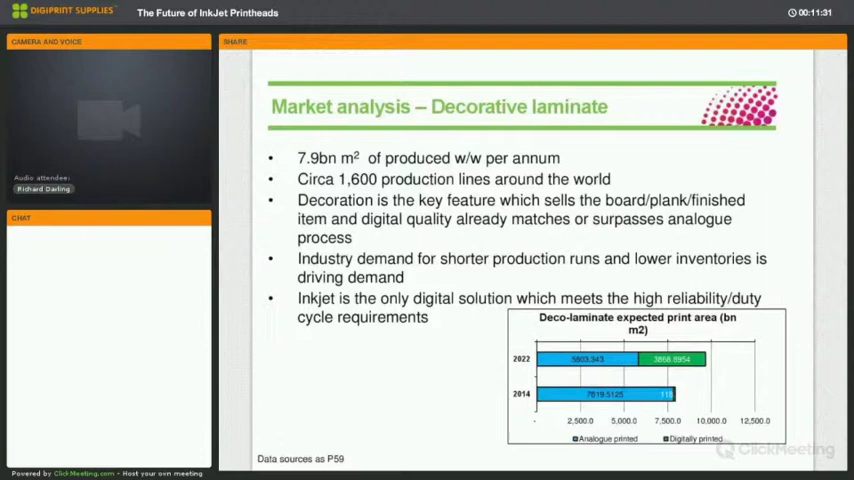 DIGIPRINT SUPPLIES
The Future of InkJet Printheads
00:11:31
CAMERA AND VOICE
SHARE
Audio attendee:
Richard Darling
CHAT
Market analysis – Decorative laminate
• 7.9bn m2 of produced w/w per annum
• Circa 1,600 production lines around the world
• Decoration is the key feature which sells the board/plank/finished
item and digital quality already matches or surpasses analogue
process
• Industry demand for shorter production runs and lower inventories is
driving demand
• Inkjet is the only digital solution which meets the high reliability/duty
cycle requirements
Deco-laminate expected print area (bn
m2)
2022
5803.343
3868.8954
2014
7819.5125
- 2,500.0 5,000.0 7,500.0 10,000.0 12,500.0
Analogue printed Digitally printed
Data sources as P59
ClickMeeting
Powered by ClickMeeting.com • Host your own meeting